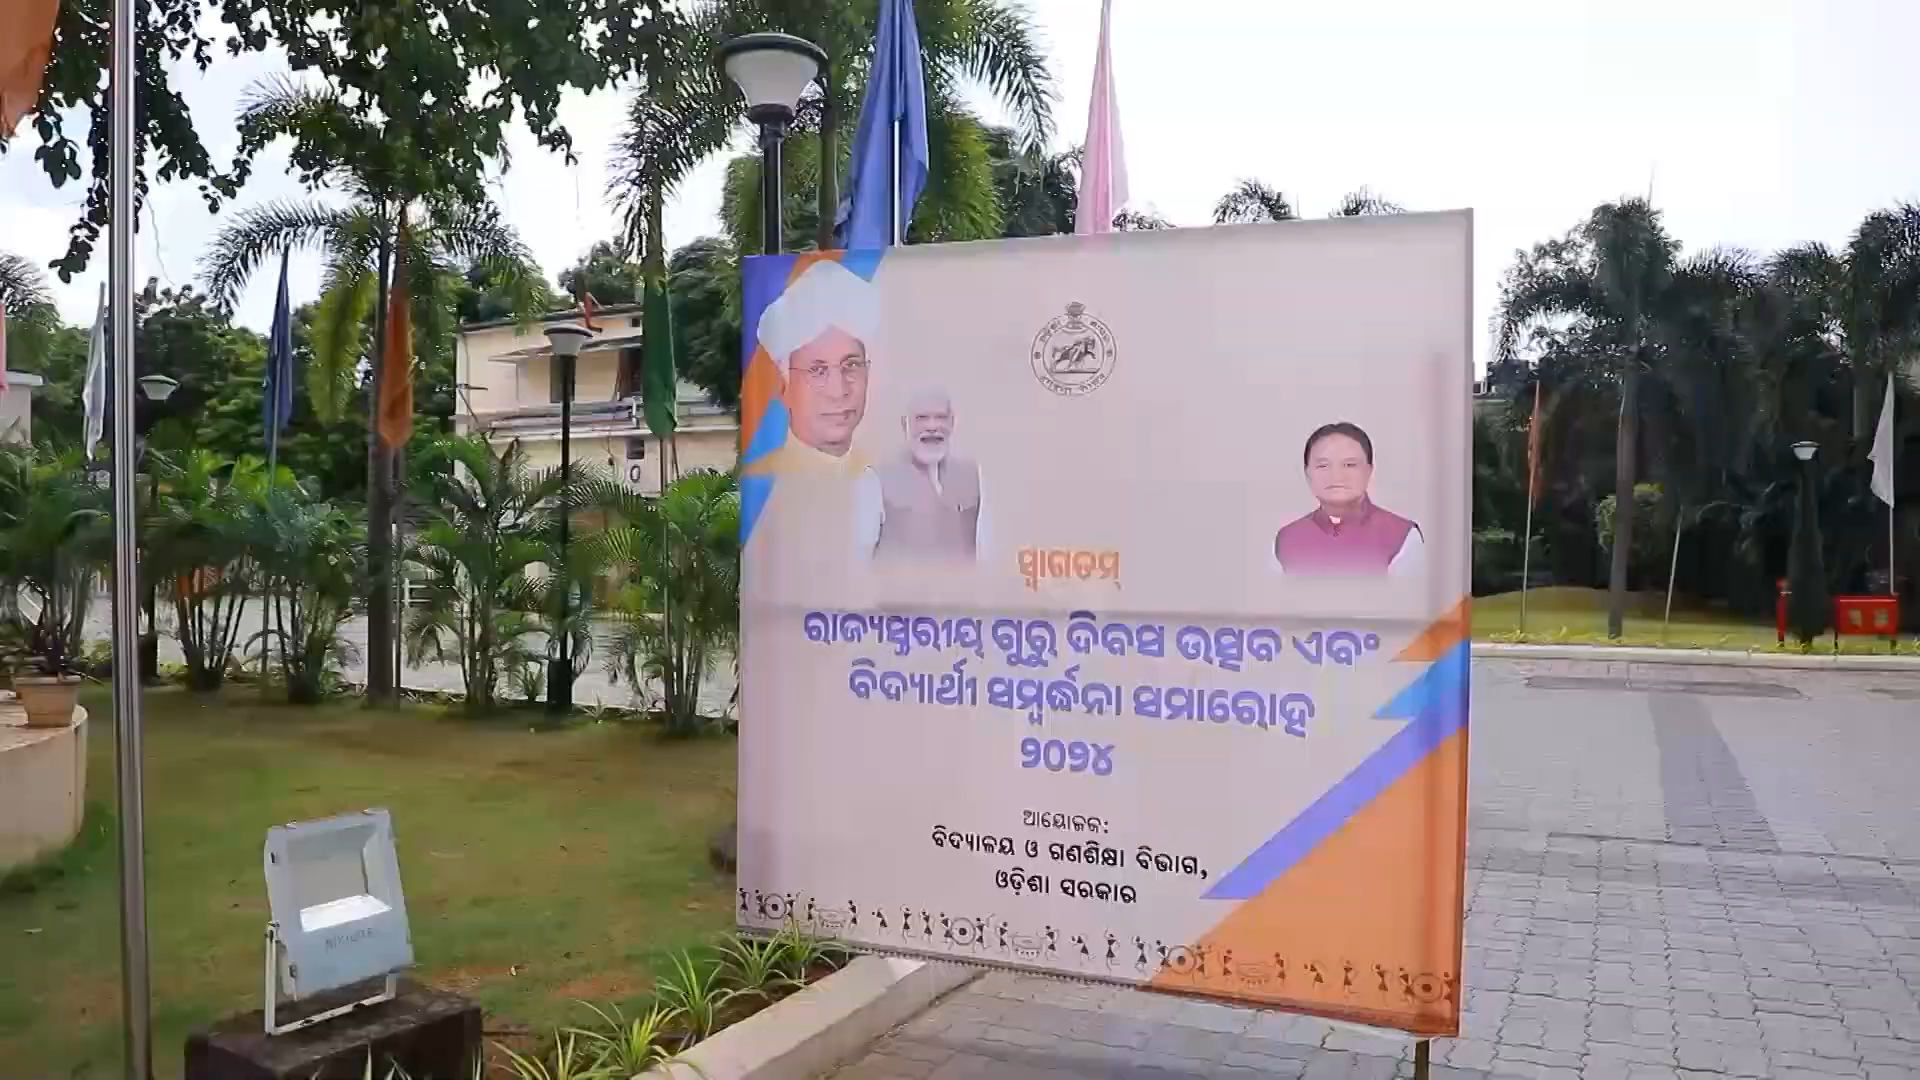 ସ୍ୱାଗତମ୍
ରାଜ୍ୟସ୍ତରୀୟ ଗୁରୁ ଦିବସ ଉତ୍ସବ ଏବଂ
ବିଦ୍ୟାର୍ଥୀ ସମ୍ବର୍ଦ୍ଧନା ସମାରୋହ
୨୦୨୪
ଆୟୋଜକ:
ବିଦ୍ୟାଳୟ ଓ ଗଣଶିକ୍ଷା ବିଭାଗ,
ଓଡ଼ିଶା ସରକାର